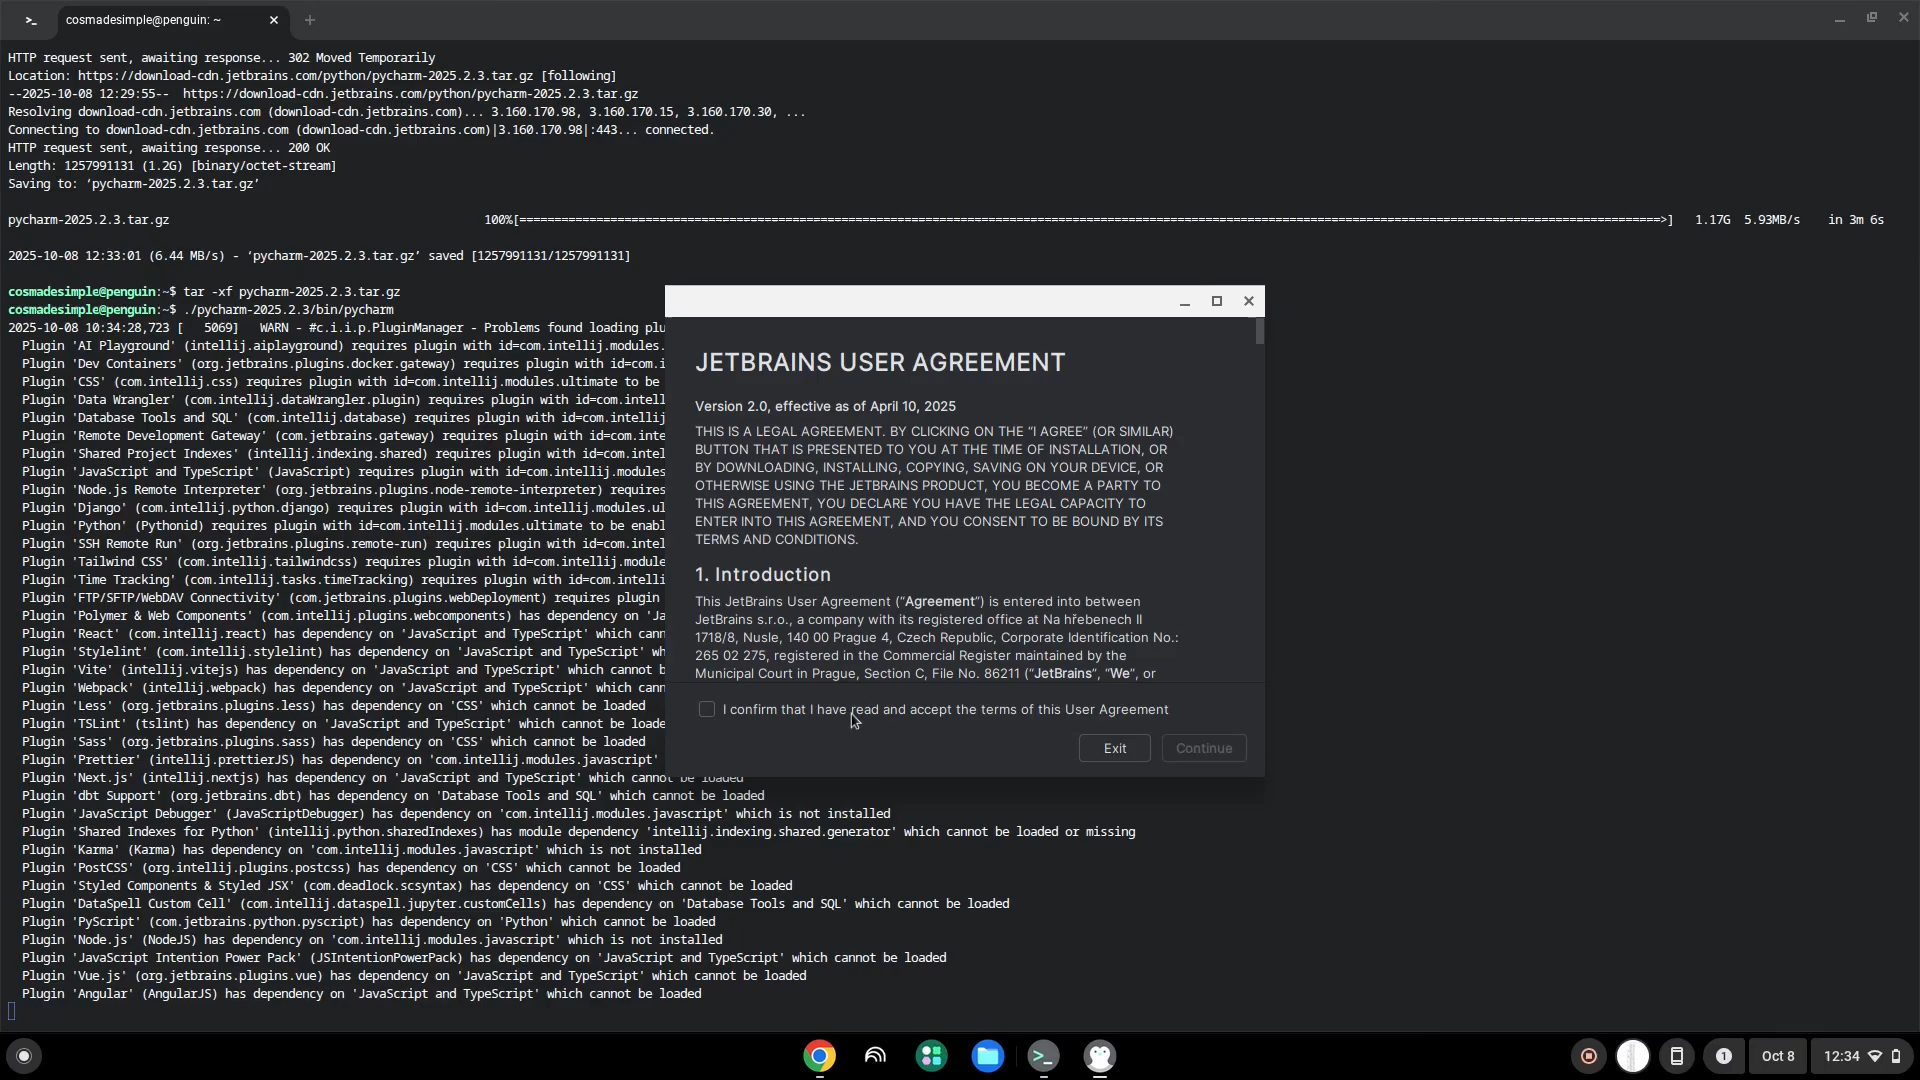 cosmadesimple@penguin: ~
HTTP request sent, awaiting response... 302 Moved Temporarily
Location: https://download-cdn.jetbrains.com/python/pycharm-2025.2.3.tar.gz [following]
--2025-10-08 12:29:55-- https://download-cdn.jetbrains.com/python/pycharm-2025.2.3.tar.gz
Resolving download-cdn.jetbrains.com (download-cdn.jetbrains.com)... 3.160.170.98, 3.160.170.15, 3.160.170.30, ...
Connecting to download-cdn.jetbrains.com (download-cdn.jetbrains.com)|3.160.170.98|:443... connected.
HTTP request sent, awaiting response... 200 OK
Length: 1257991131 (1.2G) [binary/octet-stream]
Saving to: ‘pycharm-2025.2.3.tar.gz’
pycharm-2025.2.3.tar.gz 100%[===================>] 1.17G 5.93MB/s in 3m 6s
2025-10-08 12:33:01 (6.44 MB/s) - ‘pycharm-2025.2.3.tar.gz’ saved [1257991131/1257991131]
cosmadesimple@penguin:~$ tar -xf pycharm-2025.2.3.tar.gz
cosmadesimple@penguin:~$ ./pycharm-2025.2.3/bin/pycharm
2025-10-08 10:34:28,723 [ 5069] WARN - #c.i.i.p.PluginManager - Problems found loading plu
Plugin 'AI Playground' (intellij.aiplayground) requires plugin with id=com.intellij.modules.
Plugin 'Dev Containers' (org.jetbrains.plugins.docker.gateway) requires plugin with id=com.i
Plugin 'CSS' (com.intellij.css) requires plugin with id=com.intellij.modules.ultimate to be
Plugin 'Data Wrangler' (com.intellij.dataWrangler.plugin) requires plugin with id=com.intell
Plugin 'Database Tools and SQL' (com.intellij.database) requires plugin with id=com.intellij
Plugin 'Remote Development Gateway' (com.jetbrains.gateway) requires plugin with id=com.inte
Plugin 'Shared Project Indexes' (intellij.indexing.shared) requires plugin with id=com.intel
Plugin 'JavaScript and TypeScript' (JavaScript) requires plugin with id=com.intellij.modules
Plugin 'Node.js Remote Interpreter' (org.jetbrains.plugins.node-remote-interpreter) requires
Plugin 'Django' (com.intellij.python.django) requires plugin with id=com.intellij.modules.ul
Plugin 'Python' (Pythonid) requires plugin with id=com.intellij.modules.ultimate to be enabl
Plugin 'SSH Remote Run' (org.jetbrains.plugins.remote-run) requires plugin with id=com.intel
Plugin 'Tailwind CSS' (com.intellij.tailwindcss) requires plugin with id=com.intellij.module
Plugin 'Time Tracking' (com.intellij.tasks.timeTracking) requires plugin with id=com.intelli
Plugin 'FTP/SFTP/WebDAV Connectivity' (com.jetbrains.plugins.webDeployment) requires plugin
Plugin 'Polymer & Web Components' (com.intellij.plugins.webcomponents) has dependency on 'Ja
Plugin 'React' (com.intellij.react) has dependency on 'JavaScript and TypeScript' which cann
Plugin 'Stylelint' (com.intellij.stylelint) has dependency on 'JavaScript and TypeScript' wh
Plugin 'Vite' (intellij.vitejs) has dependency on 'JavaScript and TypeScript' which cannot b
Plugin 'Webpack' (intellij.webpack) has dependency on 'JavaScript and TypeScript' which cann
Plugin 'Less' (org.jetbrains.plugins.less) has dependency on 'CSS' which cannot be loaded
Plugin 'TSLint' (tslint) has dependency on 'JavaScript and TypeScript' which cannot be loade
Plugin 'Sass' (org.jetbrains.plugins.sass) has dependency on 'CSS' which cannot be loaded
Plugin 'Prettier' (intellij.prettierJS) has dependency on 'com.intellij.modules.javascript'
Plugin 'Next.js' (intellij.nextjs) has dependency on 'JavaScript and TypeScript' which cannot be loaded
Plugin 'dbt Support' (org.jetbrains.dbt) has dependency on 'Database Tools and SQL' which cannot be loaded
Plugin 'JavaScript Debugger' (JavaScriptDebugger) has dependency on 'com.intellij.modules.javascript' which is not installed
Plugin 'Shared Indexes for Python' (intellij.python.sharedIndexes) has module dependency 'intellij.indexing.shared.generator' which cannot be loaded or missing
Plugin 'Karma' (Karma) has dependency on 'com.intellij.modules.javascript' which is not installed
Plugin 'PostCSS' (org.intellij.plugins.postcss) has dependency on 'CSS' which cannot be loaded
Plugin 'Styled Components & Styled JSX' (com.deadlock.scsyntax) has dependency on 'CSS' which cannot be loaded
Plugin 'DataSpell Custom Cell' (com.intellij.dataspell.jupyter.customCells) has dependency on 'Database Tools and SQL' which cannot be loaded
Plugin 'PyScript' (com.jetbrains.python.pyscript) has dependency on 'Python' which cannot be loaded
Plugin 'Node.js' (NodeJS) has dependency on 'com.intellij.modules.javascript' which is not installed
Plugin 'JavaScript Intention Power Pack' (JSIntentionPowerPack) has dependency on 'JavaScript and TypeScript' which cannot be loaded
Plugin 'Vue.js' (org.jetbrains.plugins.vue) has dependency on 'JavaScript and TypeScript' which cannot be loaded
Plugin 'Angular' (AngularJS) has dependency on 'JavaScript and TypeScript' which cannot be loaded
JETBRAINS USER AGREEMENT
Version 2.0, effective as of April 10, 2025
THIS IS A LEGAL AGREEMENT. BY CLICKING ON THE “I AGREE” (OR SIMILAR)
BUTTON THAT IS PRESENTED TO YOU AT THE TIME OF INSTALLATION, OR
BY DOWNLOADING, INSTALLING, COPYING, SAVING ON YOUR DEVICE, OR
OTHERWISE USING THE JETBRAINS PRODUCT, YOU BECOME A PARTY TO
THIS AGREEMENT, YOU DECLARE YOU HAVE THE LEGAL CAPACITY TO
ENTER INTO THIS AGREEMENT, AND YOU CONSENT TO BE BOUND BY ITS
TERMS AND CONDITIONS.
1. Introduction
This JetBrains User Agreement (“Agreement”) is entered into between
JetBrains s.r.o., a company with its registered office at Na hřebenech II
1718/8, Nusle, 140 00 Prague 4, Czech Republic, Corporate Identification No.:
265 02 275, registered in the Commercial Register maintained by the
Municipal Court in Prague, Section C, File No. 86211 (“JetBrains”, “We”, or
I confirm that I have read and accept the terms of this User Agreement
Exit
Continue
1
Oct 8
12:34